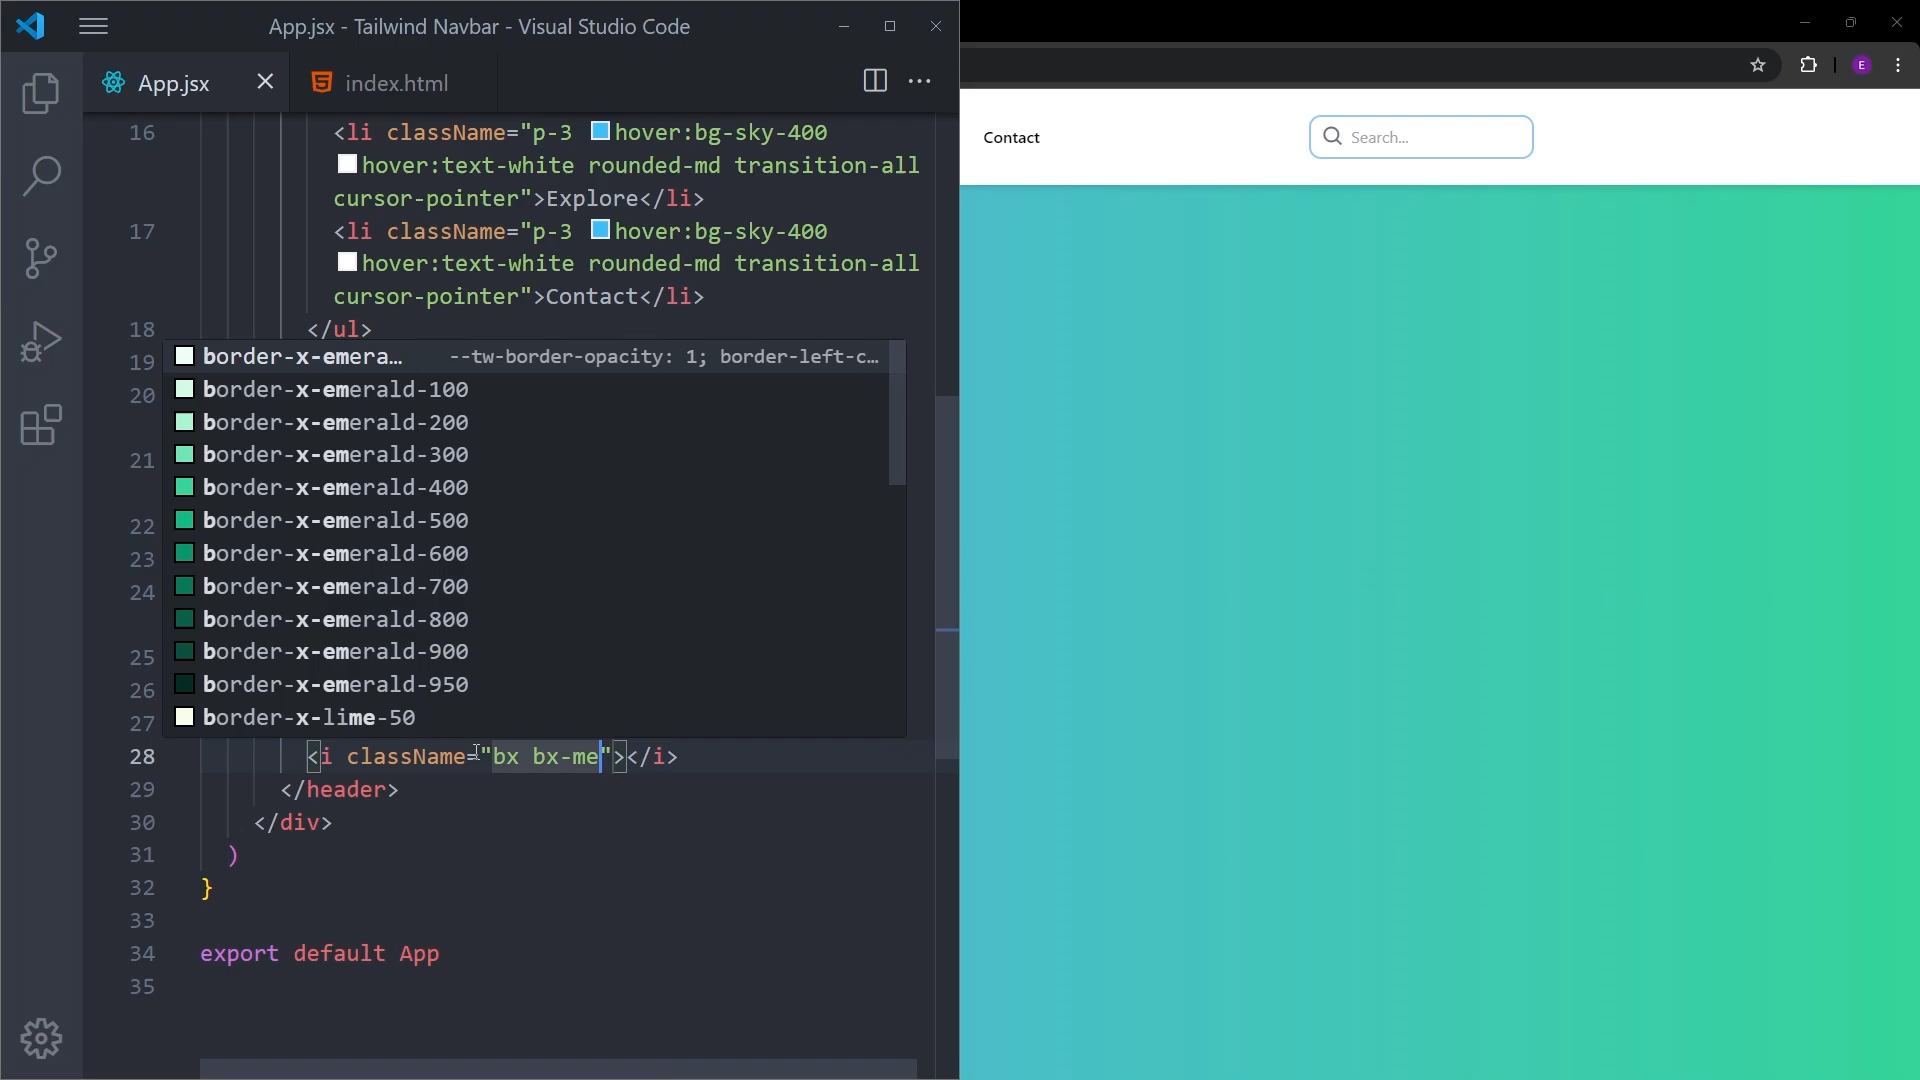 App.jsx - Tailwind Navbar - Visual Studio Code
App.jsx
index.html
16 <li className="p-3 hover:bg-sky-400
hover:text-white rounded-md transition-all
cursor-pointer">Explore</li>
17 <li className="p-3 hover:bg-sky-400
hover:text-white rounded-md transition-all
cursor-pointer">Contact</li>
18 </ul>
19
20
21
22
23
24
25
26
27
border-x-emera… --tw-border-opacity: 1; border-left-c…
border-x-emerald-100
border-x-emerald-200
border-x-emerald-300
border-x-emerald-400
border-x-emerald-500
border-x-emerald-600
border-x-emerald-700
border-x-emerald-800
border-x-emerald-900
border-x-emerald-950
border-x-lime-50
28 <i className="bx bx-me"></i>
29 </header>
30 </div>
31 )
32 }
33
34 export default App
35
E
Contact
Search...